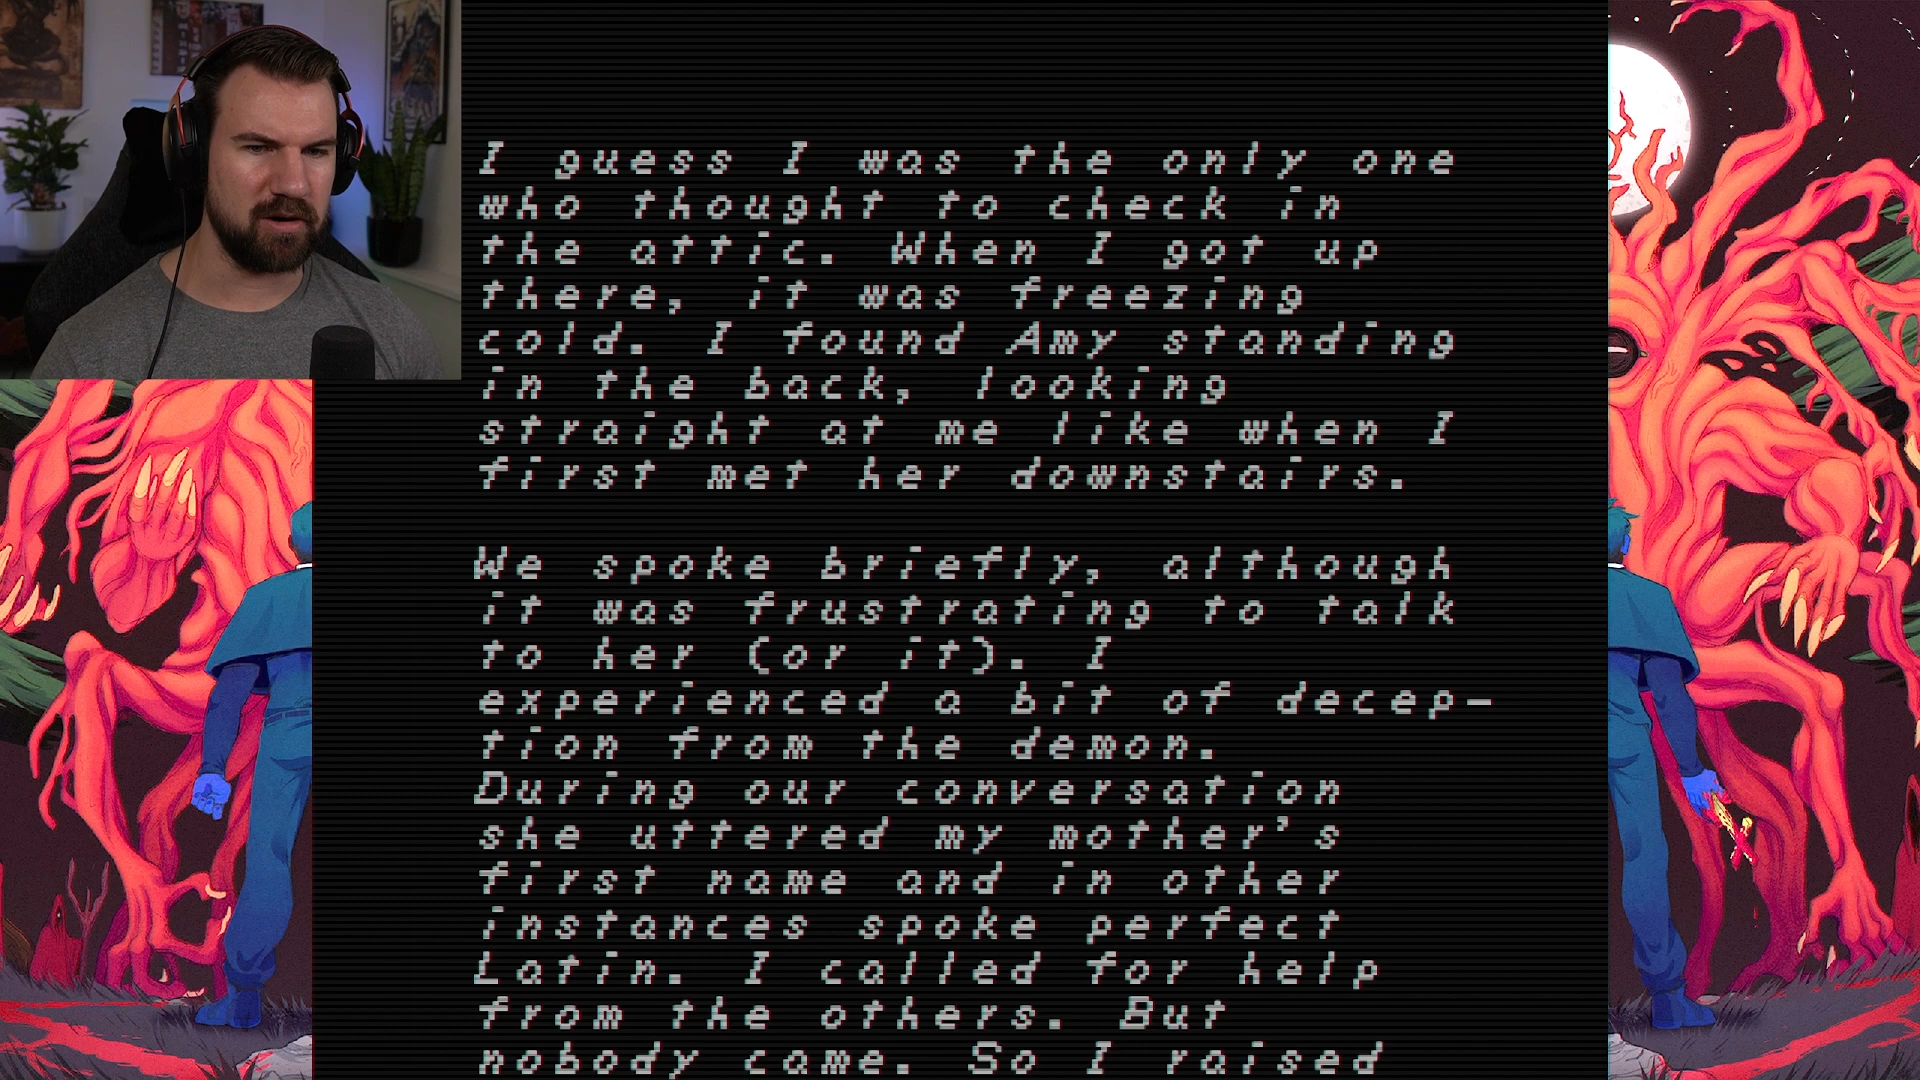 I guess I was the only one
who thought to check in
the attic. When I got up
there, it was freezing
cold. I found Amy standing
in the back, looking
straight at me like when I
first met her downstairs.
We spoke briefly, although
it was frustrating to talk
to her (or it). I
experienced a bit of decep-
tion from the demon.
During our conversation
she uttered my mother's
first name and in other
instances spoke perfect
Latin. I called for help
from the others. But
nobody came. So I raised